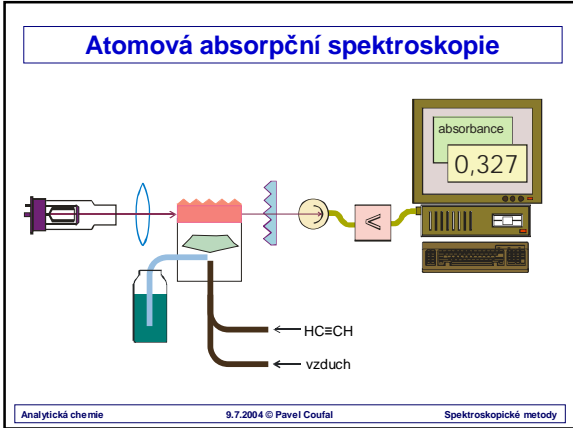 Atomová absorpční spektroskopie
absorbance
0,327
HC≡CH
vzduch
Analytická chemie 9.7.2004 © Pavel Coufal Spektroskopické metody